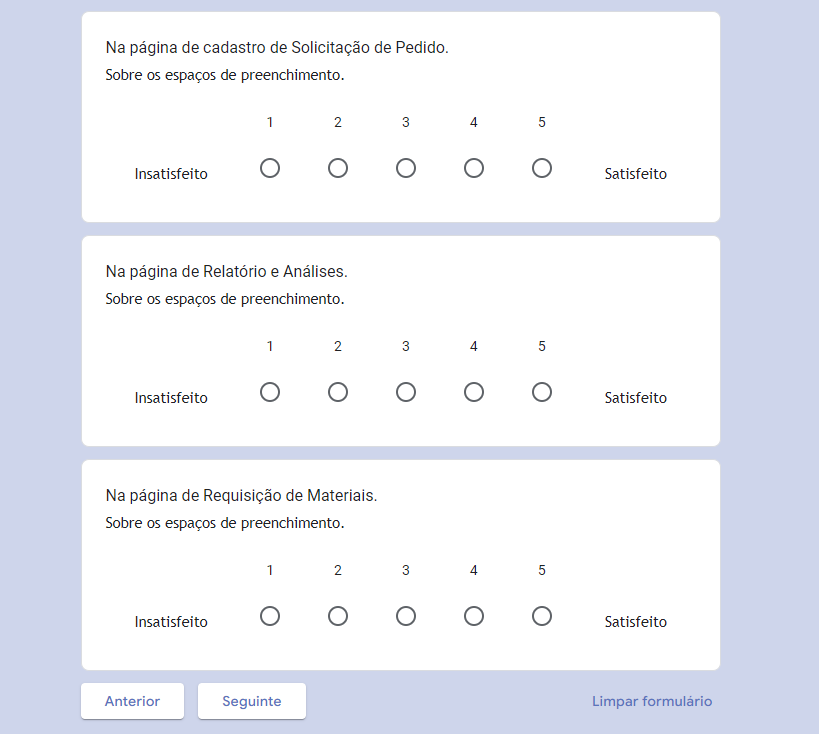 Na página de cadastro de Solicitação de Pedido.
Sobre os espaços de preenchimento.
1 2 3 4 5
Insatisfeito Satisfeito
Na página de Relatório e Análises.
Sobre os espaços de preenchimento.
1 2 3 4 5
Insatisfeito Satisfeito
Na página de Requisição de Materiais.
Sobre os espaços de preenchimento.
1 2 3 4 5
Insatisfeito Satisfeito
Anterior Seguinte Limpar formulário